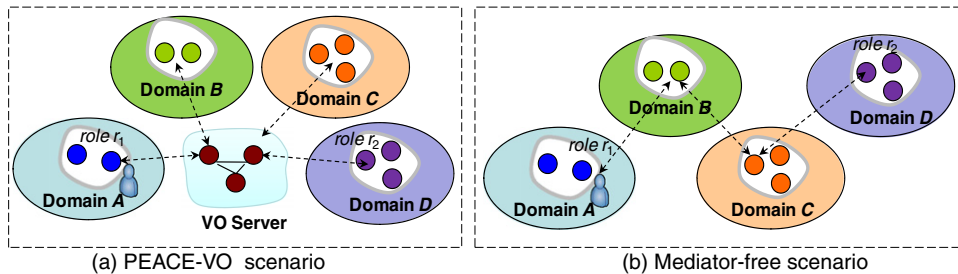 Domain B
Domain C
role r1
role r2
Domain A
Domain D
VO Server
(a) PEACE-VO scenario
role r2
Domain B
Domain D
role r1
Domain A
Domain C
(b) Mediator-free scenario